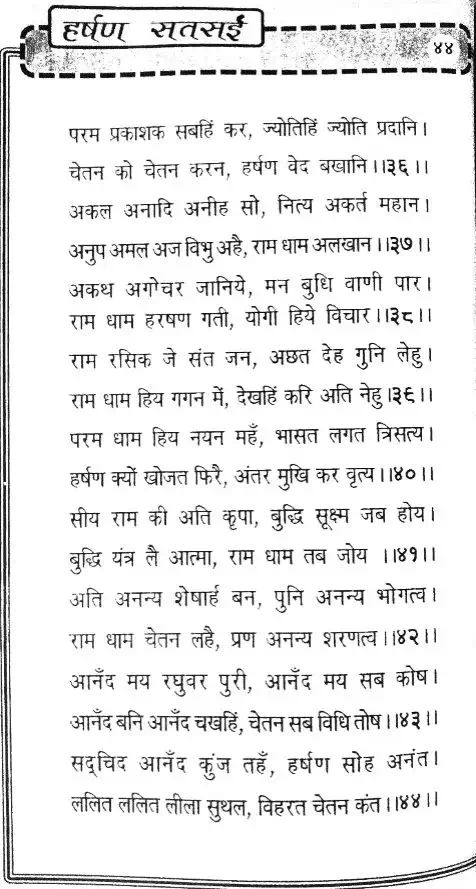 हर्षण सतसई
४४
परम प्रकाशक सबहिं कर, ज्योतिहिं ज्योति प्रदानि।
चेतन को चेतन करन, हर्षण वेद बखानि।।३६।।
अकल अनादि अनीह सो, नित्य अकर्त महान।
अनुप अमल अज विभु अहै, राम धाम अलखान।।३७।।
अकथ अगोचर जानिये, मन बुधि वाणी पार।
राम धाम हरषण गती, योगी हिये विचार।।३८।।
राम रसिक जे संत जन, अछत देह गुनि लेहु।
राम धाम हिय गगन में, देखहिं करि अति नेहु।३९।।
परम धाम हिय नयन महँ, भासत लगत त्रिसत्य।
हर्षण क्यों खोजत फिरै, अंतर मुखि कर वृत्य।।४०।।
सीय राम की अति कृपा, बुद्धि सूक्ष्म जब होय।
बुद्धि यंत्र लै आत्मा, राम धाम तब जोय ।।४१।।
अति अनन्य शेषार्ह बन, पुनि अनन्य भोगत्व।
राम धाम चेतन लहै, प्रण अनन्य शरणत्व।।४२।।
आनँद मय रघुवर पुरी, आनँद मय सब कोष।
आनँद बनि आनँद चखहिं, चेतन सब विधि तोष।।४३।।
सद्चिद आनँद कुंज तहँ, हर्षण सोह अनंत।
ललित ललित लीला सुथल, विहरत चेतन कंत।।४४।।